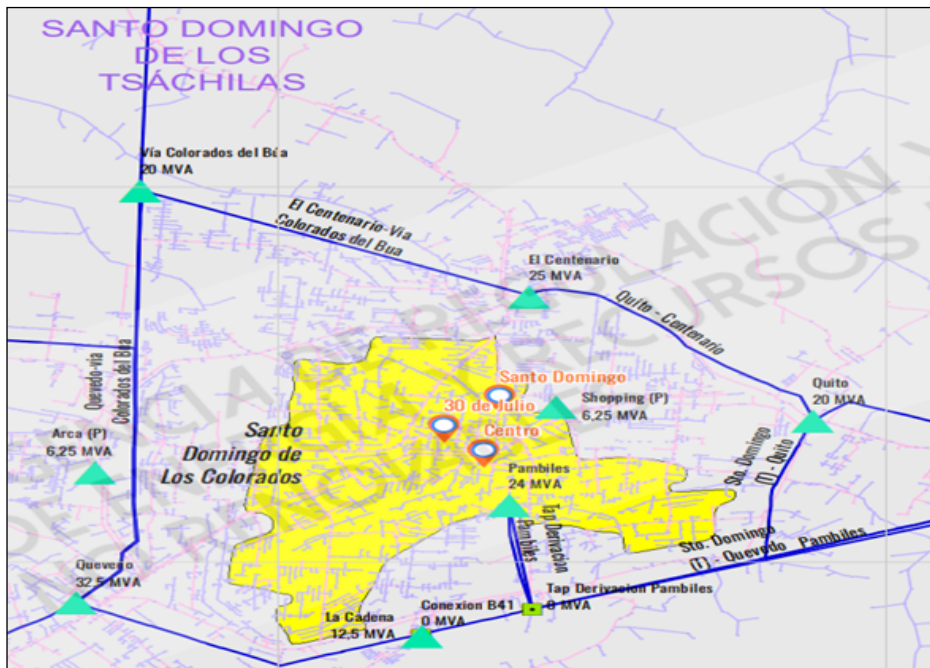 SANTO DOMINGO
DE LOS
TSÁCHILAS
Vía Colorados del Búa
20 MVA
El Centenario-Via
Colorados del Bua
El Centenario
25 MVA
Quito - Centenario
Quevedo-vía
Colorados del Bua
Arca (P)
6,25 MVA
Santo
Domingo de
Los Colorados
Santo Domingo
30 de Julio
Centro
Shopping (P)
6,25 MVA
Quito
20 MVA
Sto. Domingo
(T) - Quito
Pambiles
24 MVA
Tap Derivacion
Pambiles
Sto. Domingo
(T) - Quevedo Pambiles
Quevedo
32,5 MVA
Tap Derivacion Pambiles
0 MVA
Conexion B41
0 MVA
La Cadena
12,5 MVA